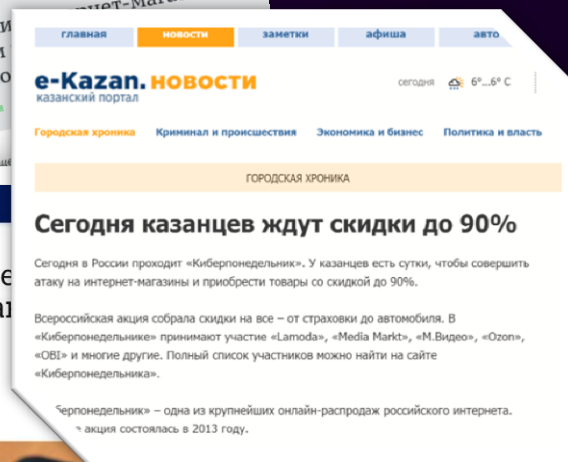 главная новости заметки афиша авто
e-Kazan.новости
казанский портал
сегодня 6°...6° C
Городская хроника Криминал и происшествия Экономика и бизнес Политика и власть
ГОРОДСКАЯ ХРОНИКА
Сегодня казанцев ждут скидки до 90%
Сегодня в России проходит «Киберпонедельник». У казанцев есть сутки, чтобы совершить
атаку на интернет-магазины и приобрести товары со скидкой до 90%.
Всероссийская акция собрала скидки на все – от страховки до автомобиля. В
«Киберпонедельнике» принимают участие «Lamoda», «Media Markt», «М.Видео», «Ozon»,
«OBI» и многие другие. Полный список участников можно найти на сайте
«Киберпонедельника».
берпонедельник» – одна из крупнейших онлайн-распродаж российского интернета.
акция состоялась в 2013 году.